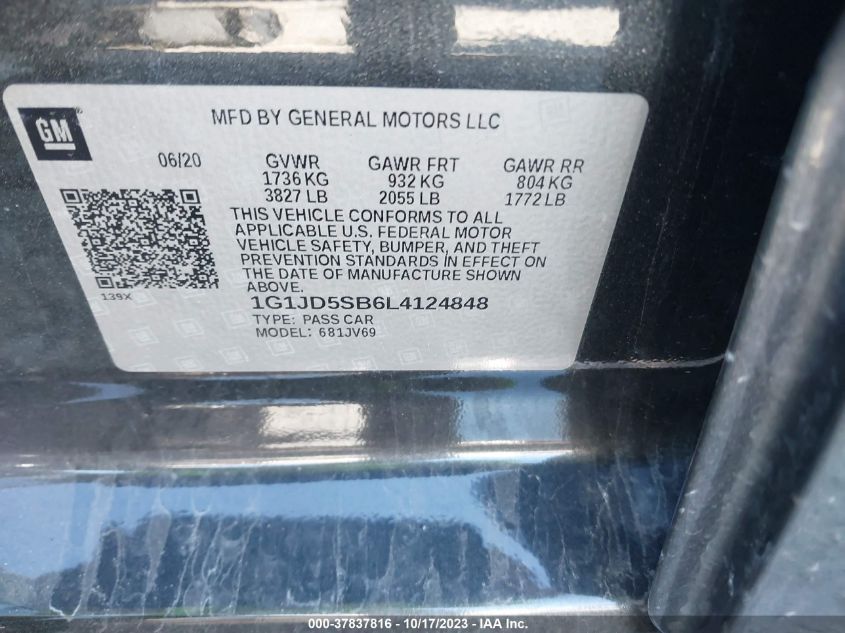 GM
MFD BY GENERAL MOTORS LLC
06/20
GVWR
1736 KG
3827 LB
GAWR FRT
932 KG
2055 LB
GAWR RR
804 KG
1772 LB
THIS VEHICLE CONFORMS TO ALL
APPLICABLE U.S. FEDERAL MOTOR
VEHICLE SAFETY, BUMPER, AND THEFT
PREVENTION STANDARDS IN EFFECT ON
THE DATE OF MANUFACTURE SHOWN
ABOVE.
139X
1G1JD5SB6L4124848
TYPE: PASS CAR
MODEL: 681JV69
000-37837816 - 10/17/2023 - IAA Inc.